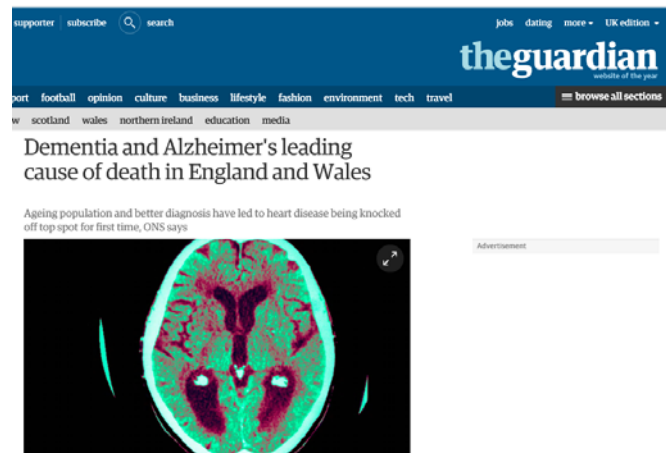 supporter subscribe search jobs dating more UK edition
theguardian
website of the year
ort football opinion culture business lifestyle fashion environment tech travel browse all sections
w scotland wales northern ireland education media
Dementia and Alzheimer's leading
cause of death in England and Wales
Ageing population and better diagnosis have led to heart disease being knocked
off top spot for first time, ONS says
Advertisement